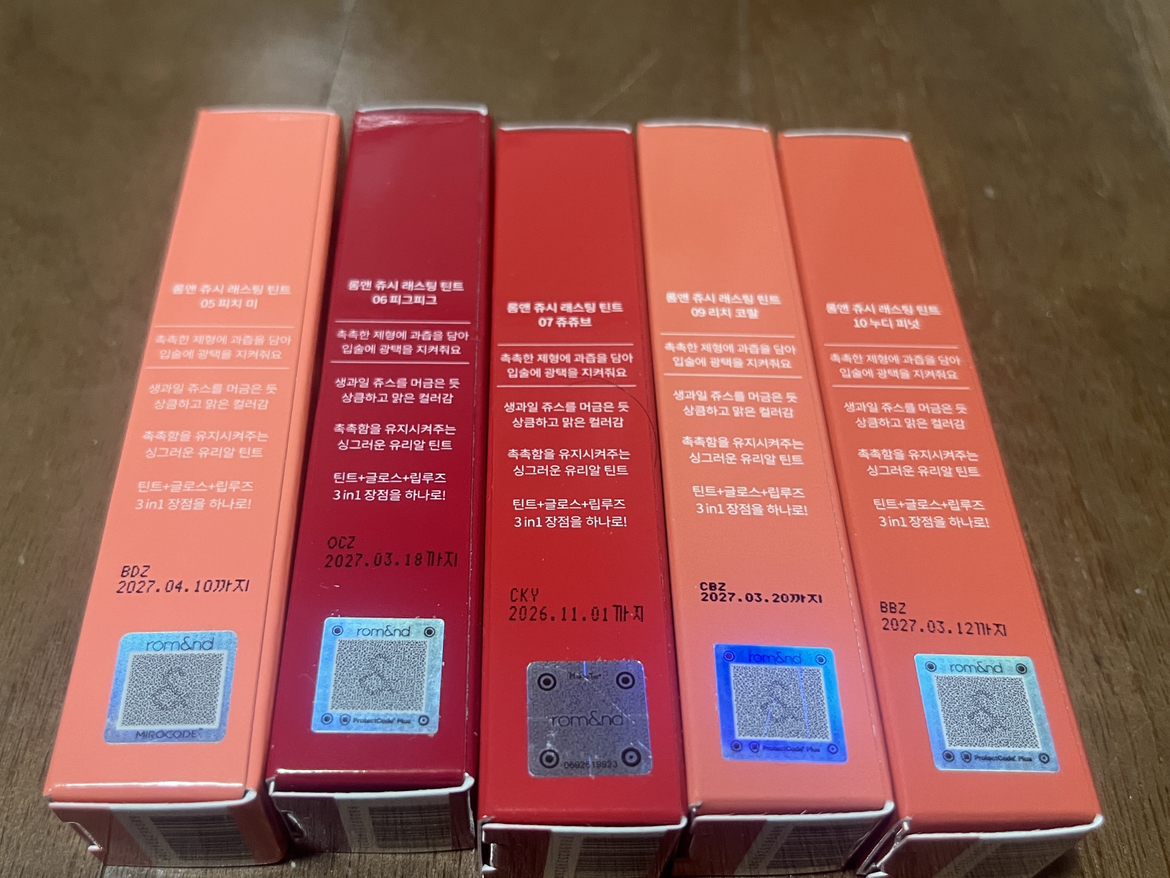 롬앤 쥬시 래스팅 틴트
05 피치 미
촉촉한 제형에 과즙을 담아
입술에 광택을 지켜줘요
생과일 쥬스를 머금은 듯
상큼하고 맑은 컬러감
촉촉함을 유지시켜주는
싱그러운 유리알 틴트
틴트+글로스+립루즈
3 in1 장점을 하나로!
BDZ
2027.04.10까지
rom&nd
MIROCODE
롬앤 쥬시 래스팅 틴트
06 피그피그
촉촉한 제형에 과즙을 담아
입술에 광택을 지켜줘요
생과일 쥬스를 머금은 듯
상큼하고 맑은 컬러감
촉촉함을 유지시켜주는
싱그러운 유리알 틴트
틴트+글로스+립루즈
3 in1 장점을 하나로!
OCZ
2027.03.18까지
rom&nd
ProtectCode Plus
롬앤 쥬시 래스팅 틴트
07 쥬쥬브
촉촉한 제형에 과즙을 담아
입술에 광택을 지켜줘요
생과일 쥬스를 머금은 듯
상큼하고 맑은 컬러감
촉촉함을 유지시켜주는
싱그러운 유리알 틴트
틴트+글로스+립루즈
3 in1 장점을 하나로!
CKY
2026.11.01까지
rom&nd
롬앤 쥬시 래스팅 틴트
09 리치 코랄
촉촉한 제형에 과즙을 담아
입술에 광택을 지켜줘요
생과일 쥬스를 머금은 듯
상큼하고 맑은 컬러감
촉촉함을 유지시켜주는
싱그러운 유리알 틴트
틴트+글로스+립루즈
3 in1 장점을 하나로!
CBZ
2027.03.20까지
rom&nd
ProtectCode Plus
롬앤 쥬시 래스팅 틴트
10 누디 피넛
촉촉한 제형에 과즙을 담아
입술에 광택을 지켜줘요
생과일 쥬스를 머금은 듯
상큼하고 맑은 컬러감
촉촉함을 유지시켜주는
싱그러운 유리알 틴트
틴트+글로스+립루즈
3 in1 장점을 하나로!
BBZ
2027.03.12까지
rom&nd
ProtectCode Plus